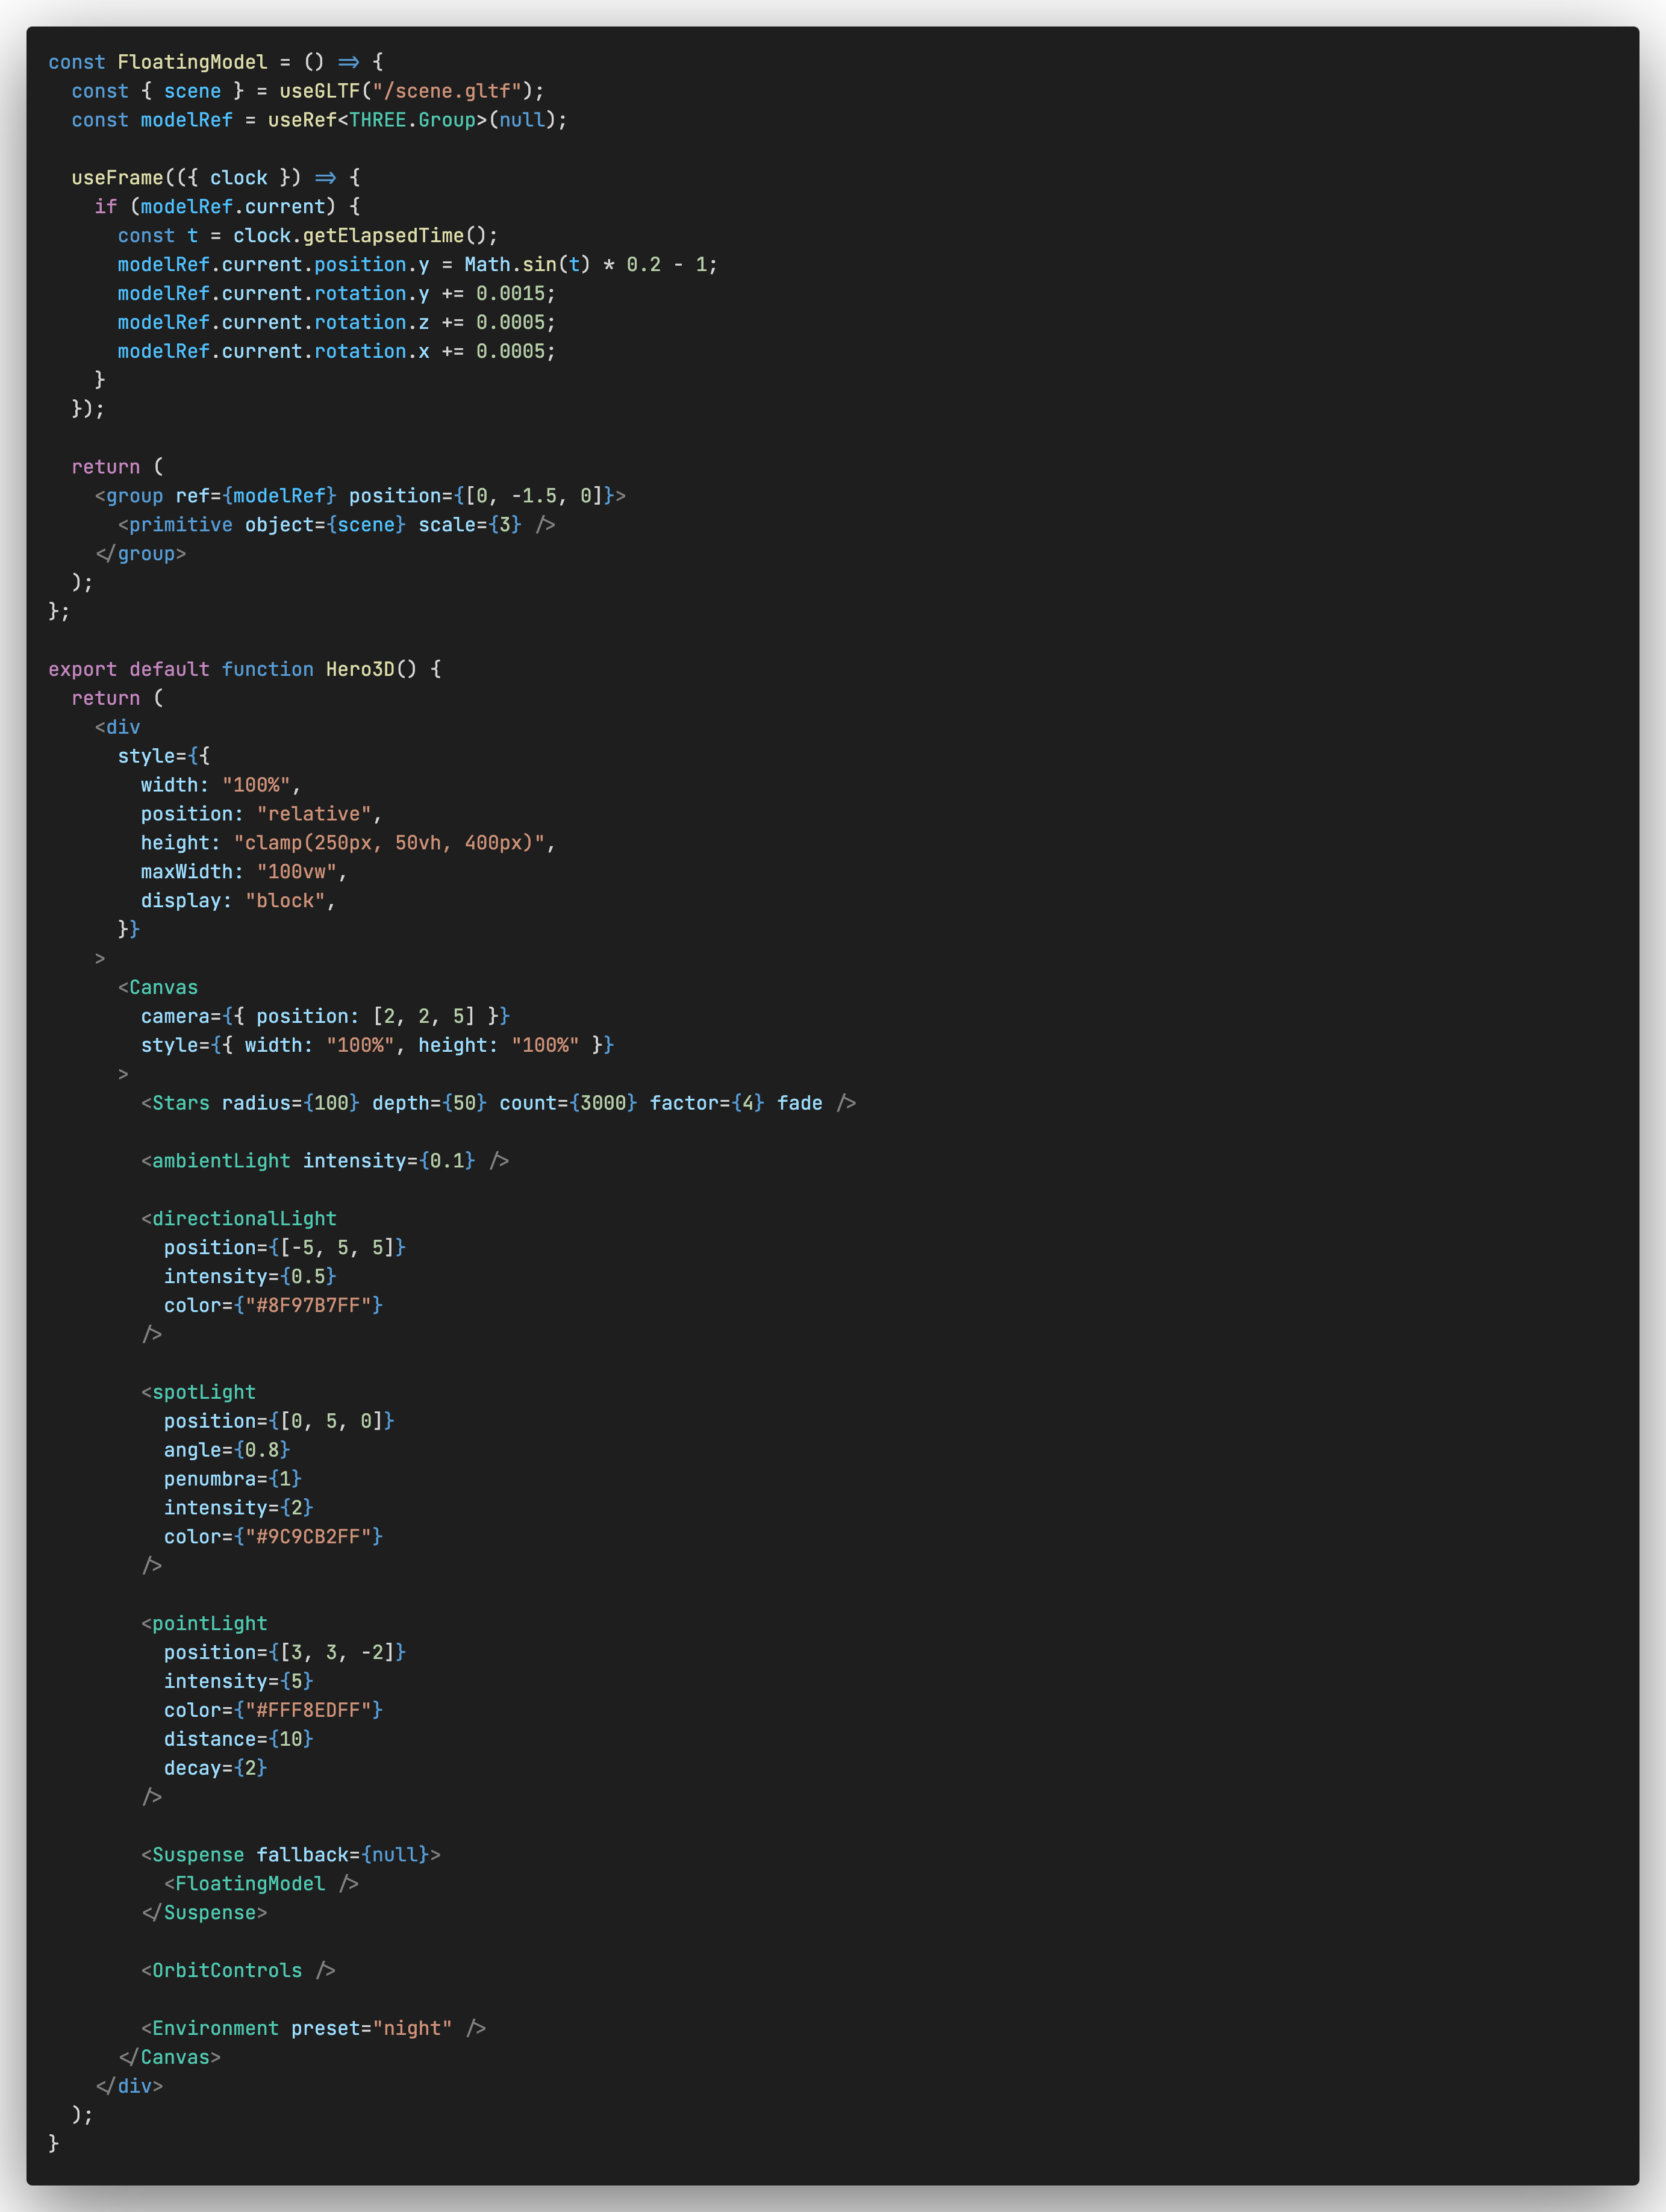 const FloatingModel = () => {
  const { scene } = useGLTF("/scene.gltf");
  const modelRef = useRef<THREE.Group>(null);

  useFrame(({ clock }) => {
    if (modelRef.current) {
      const t = clock.getElapsedTime();
      modelRef.current.position.y = Math.sin(t) * 0.2 - 1;
      modelRef.current.rotation.y += 0.0015;
      modelRef.current.rotation.z += 0.0005;
      modelRef.current.rotation.x += 0.0005;
    }
  });

  return (
    <group ref={modelRef} position={[0, -1.5, 0]}>
      <primitive object={scene} scale={3} />
    </group>
  );
};

export default function Hero3D() {
  return (
    <div
      style={{
        width: "100%",
        position: "relative",
        height: "clamp(250px, 50vh, 400px)",
        maxWidth: "100vw",
        display: "block",
      }}
    >
      <Canvas
        camera={{ position: [2, 2, 5] }}
        style={{ width: "100%", height: "100%" }}
      >
        <Stars radius={100} depth={50} count={3000} factor={4} fade />

        <ambientLight intensity={0.1} />

        <directionalLight
          position={[-5, 5, 5]}
          intensity={0.5}
          color={"#8F97B7FF"}
        />

        <spotLight
          position={[0, 5, 0]}
          angle={0.8}
          penumbra={1}
          intensity={2}
          color={"#9C9CB2FF"}
        />

        <pointLight
          position={[3, 3, -2]}
          intensity={5}
          color={"#FFF8EDFF"}
          distance={10}
          decay={2}
        />

        <Suspense fallback={null}>
          <FloatingModel />
        </Suspense>

        <OrbitControls />

        <Environment preset="night" />
      </Canvas>
    </div>
  );
}